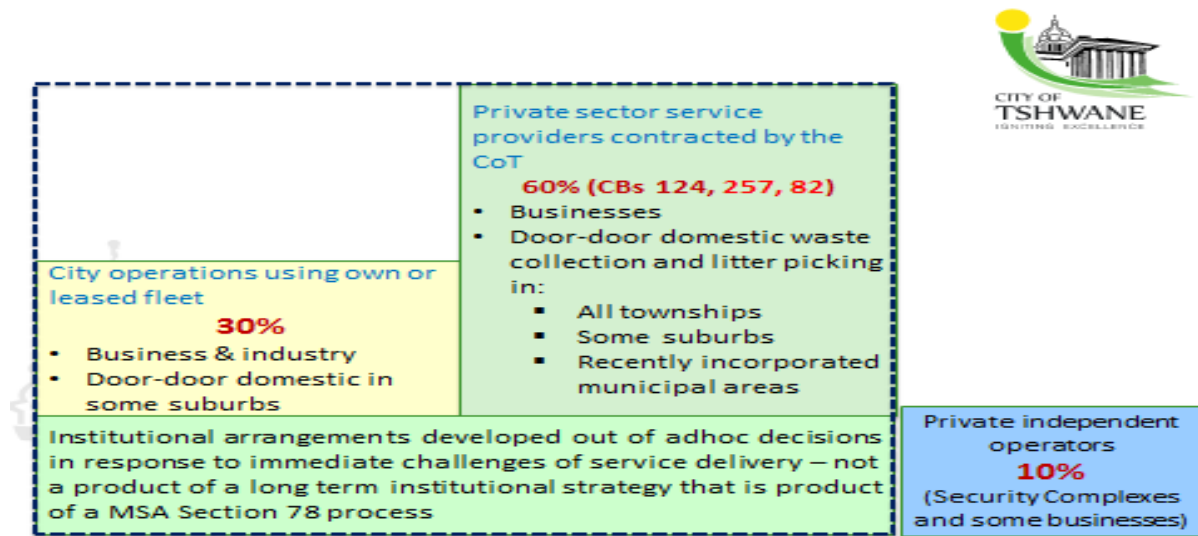 CITY OF
TSHWANE
IGNITING EXCELLENCE
Private sector service
providers contracted by the
CoT
60% (CBs 124, 257, 82)
• Businesses
• Door-door domestic waste
collection and litter picking
in:
▪ All townships
▪ Some suburbs
▪ Recently incorporated
municipal areas
City operations using own or
leased fleet
30%
• Business & industry
• Door-door domestic in
some suburbs
Institutional arrangements developed out of adhoc decisions
in response to immediate challenges of service delivery – not
a product of a long term institutional strategy that is product
of a MSA Section 78 process
Private independent
operators
10%
(Security Complexes
and some businesses)